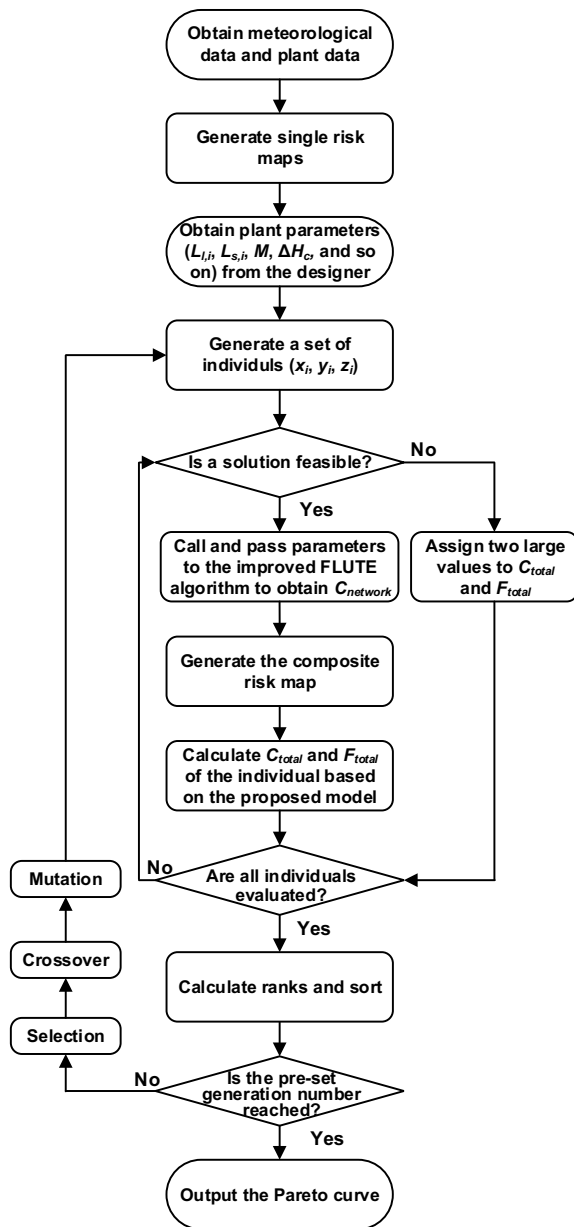 Obtain meteorological
data and plant data
Generate single risk
maps
Obtain plant parameters
(Ll,i, Ls,i, M, ΔHc, and so
on) from the designer
Generate a set of
individuls (xi, yi, zi)
Is a solution feasible?
No
Yes
Call and pass parameters
to the improved FLUTE
algorithm to obtain Cnetwork
Assign two large
values to Ctotal
and Ftotal
Generate the composite
risk map
Calculate Ctotal and Ftotal
of the individual based
on the proposed model
No
Are all individuals
evaluated?
Mutation
Yes
Crossover
Calculate ranks and sort
Selection
No
Is the pre-set
generation number
reached?
Yes
Output the Pareto curve